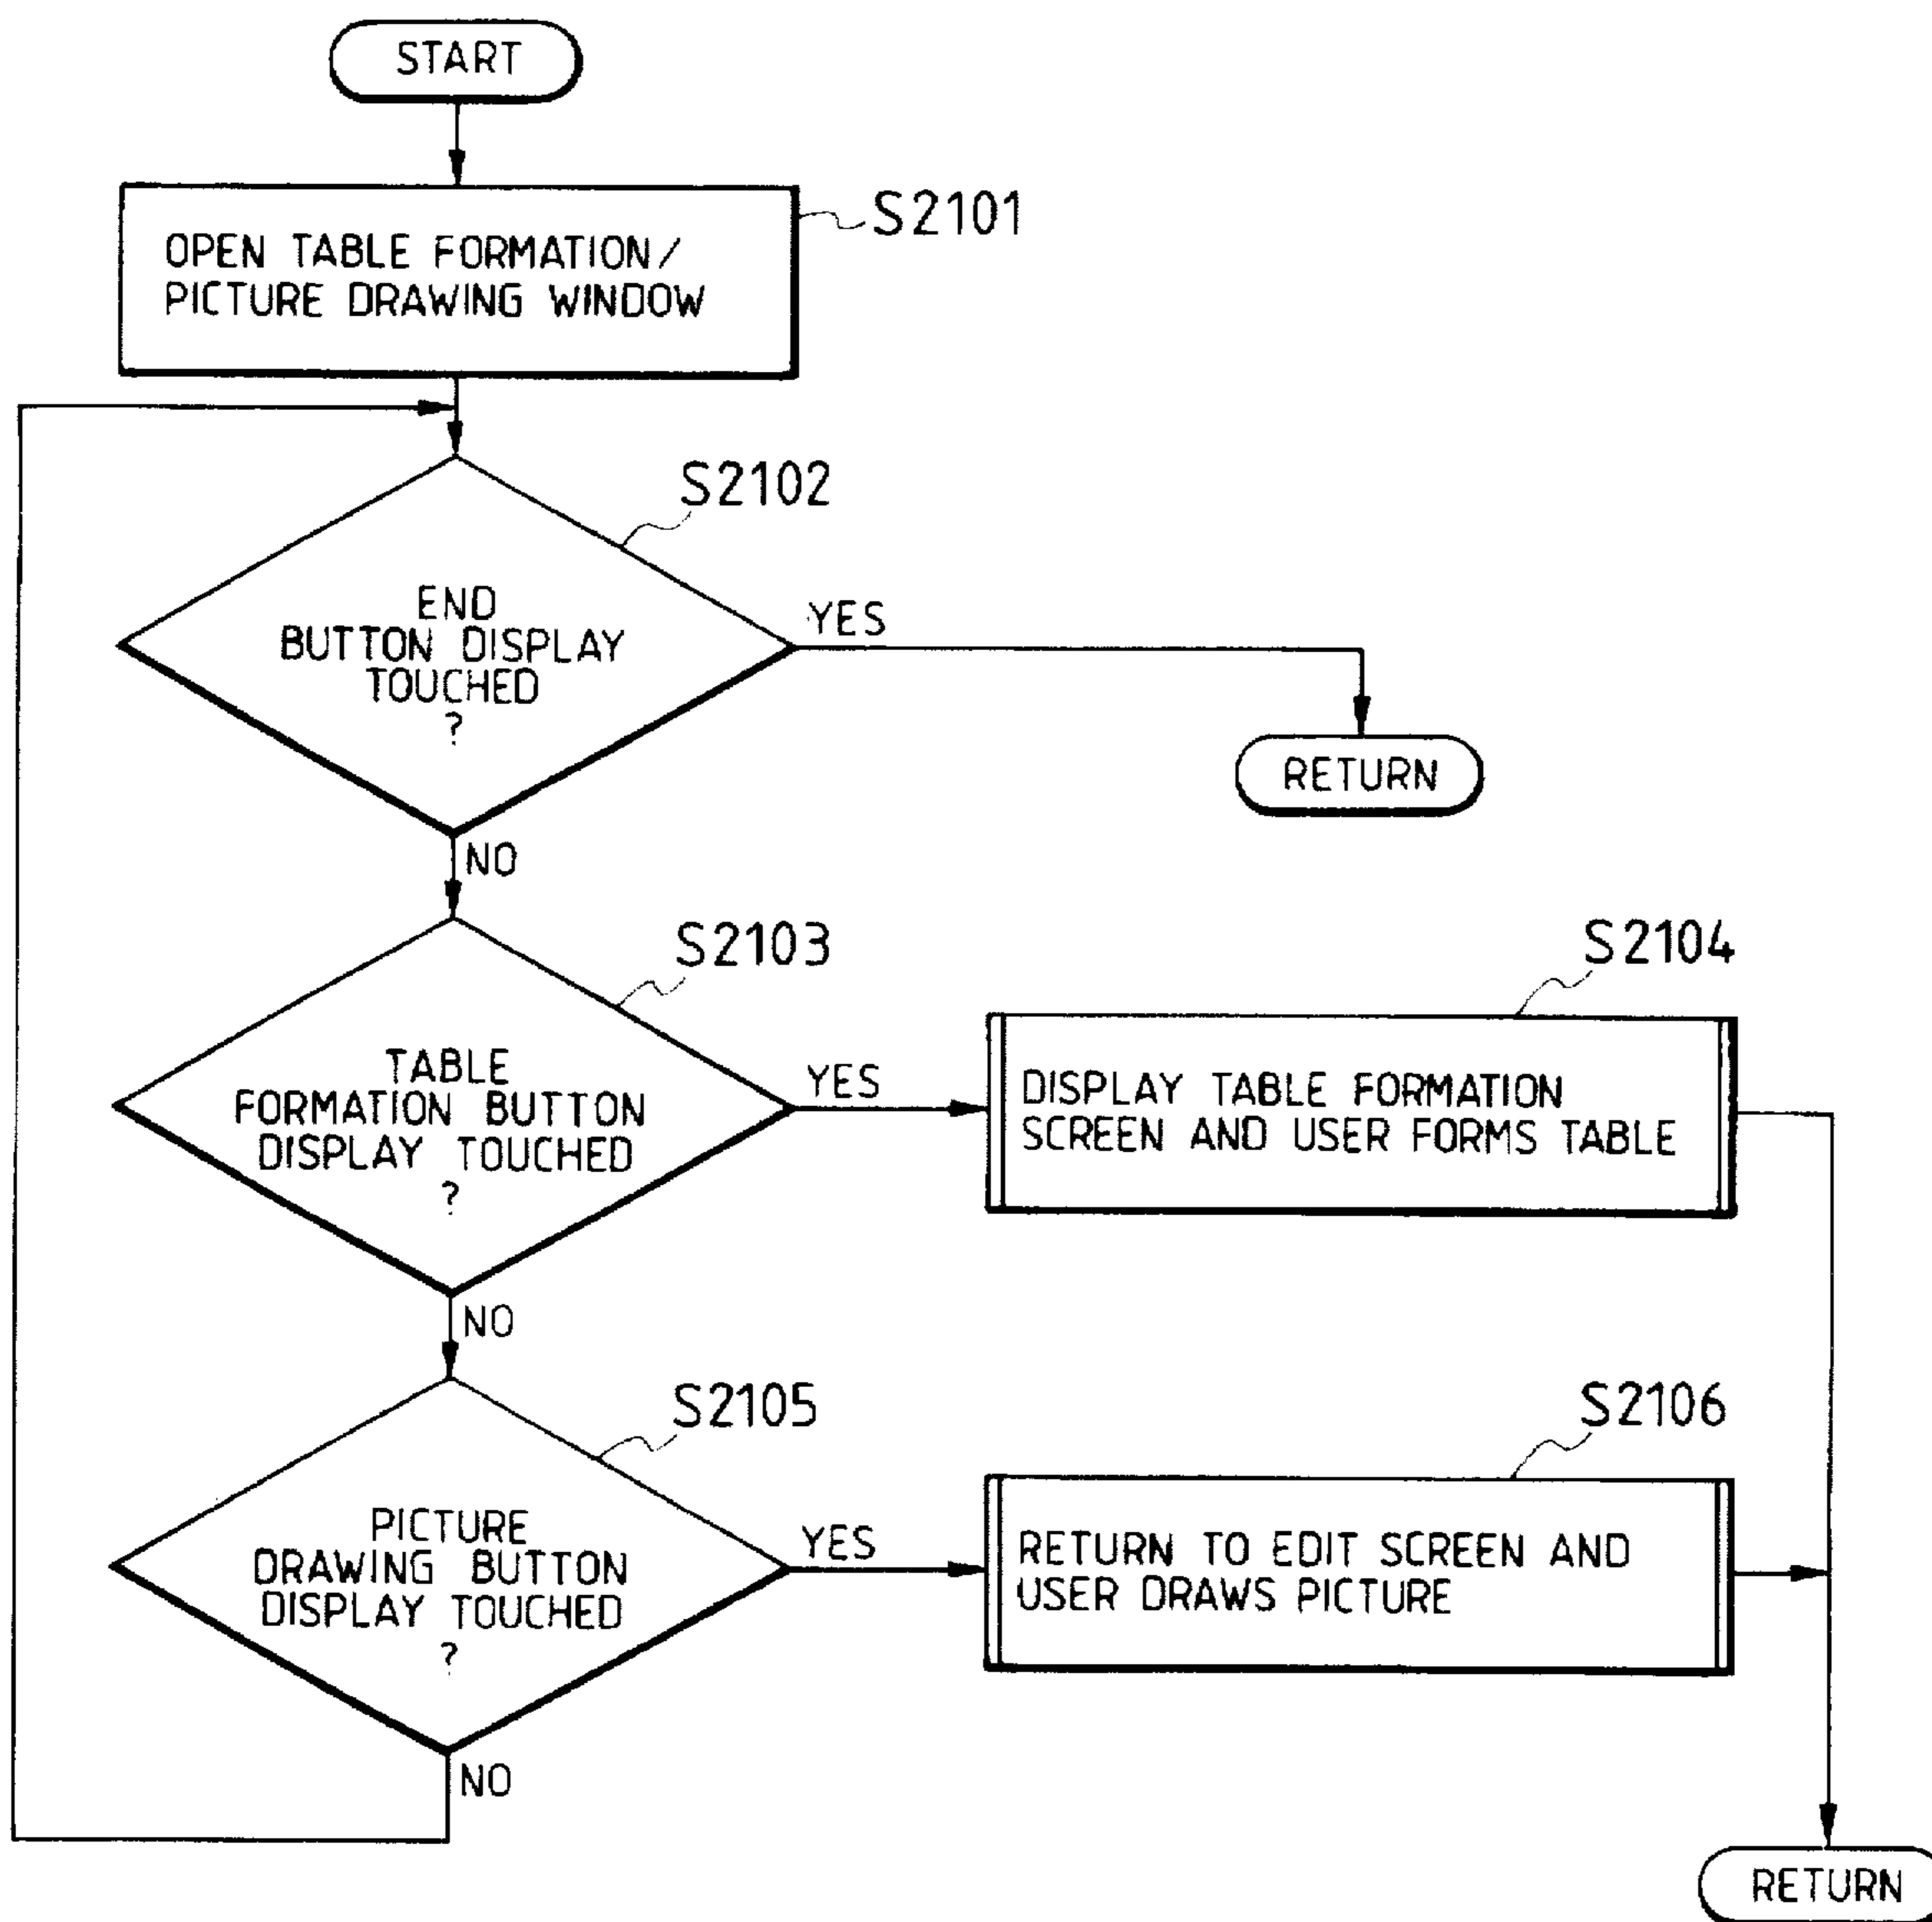 START
S2101
OPEN TABLE FORMATION/
PICTURE DRAWING WINDOW
S2102
END
BUTTON DISPLAY
TOUCHED
?
YES
RETURN
NO
S2103
TABLE
FORMATION BUTTON
DISPLAY TOUCHED
?
YES
S2104
DISPLAY TABLE FORMATION
SCREEN AND USER FORMS TABLE
NO
S2105
PICTURE
DRAWING BUTTON
DISPLAY TOUCHED
?
YES
S2106
RETURN TO EDIT SCREEN AND
USER DRAWS PICTURE
NO
RETURN